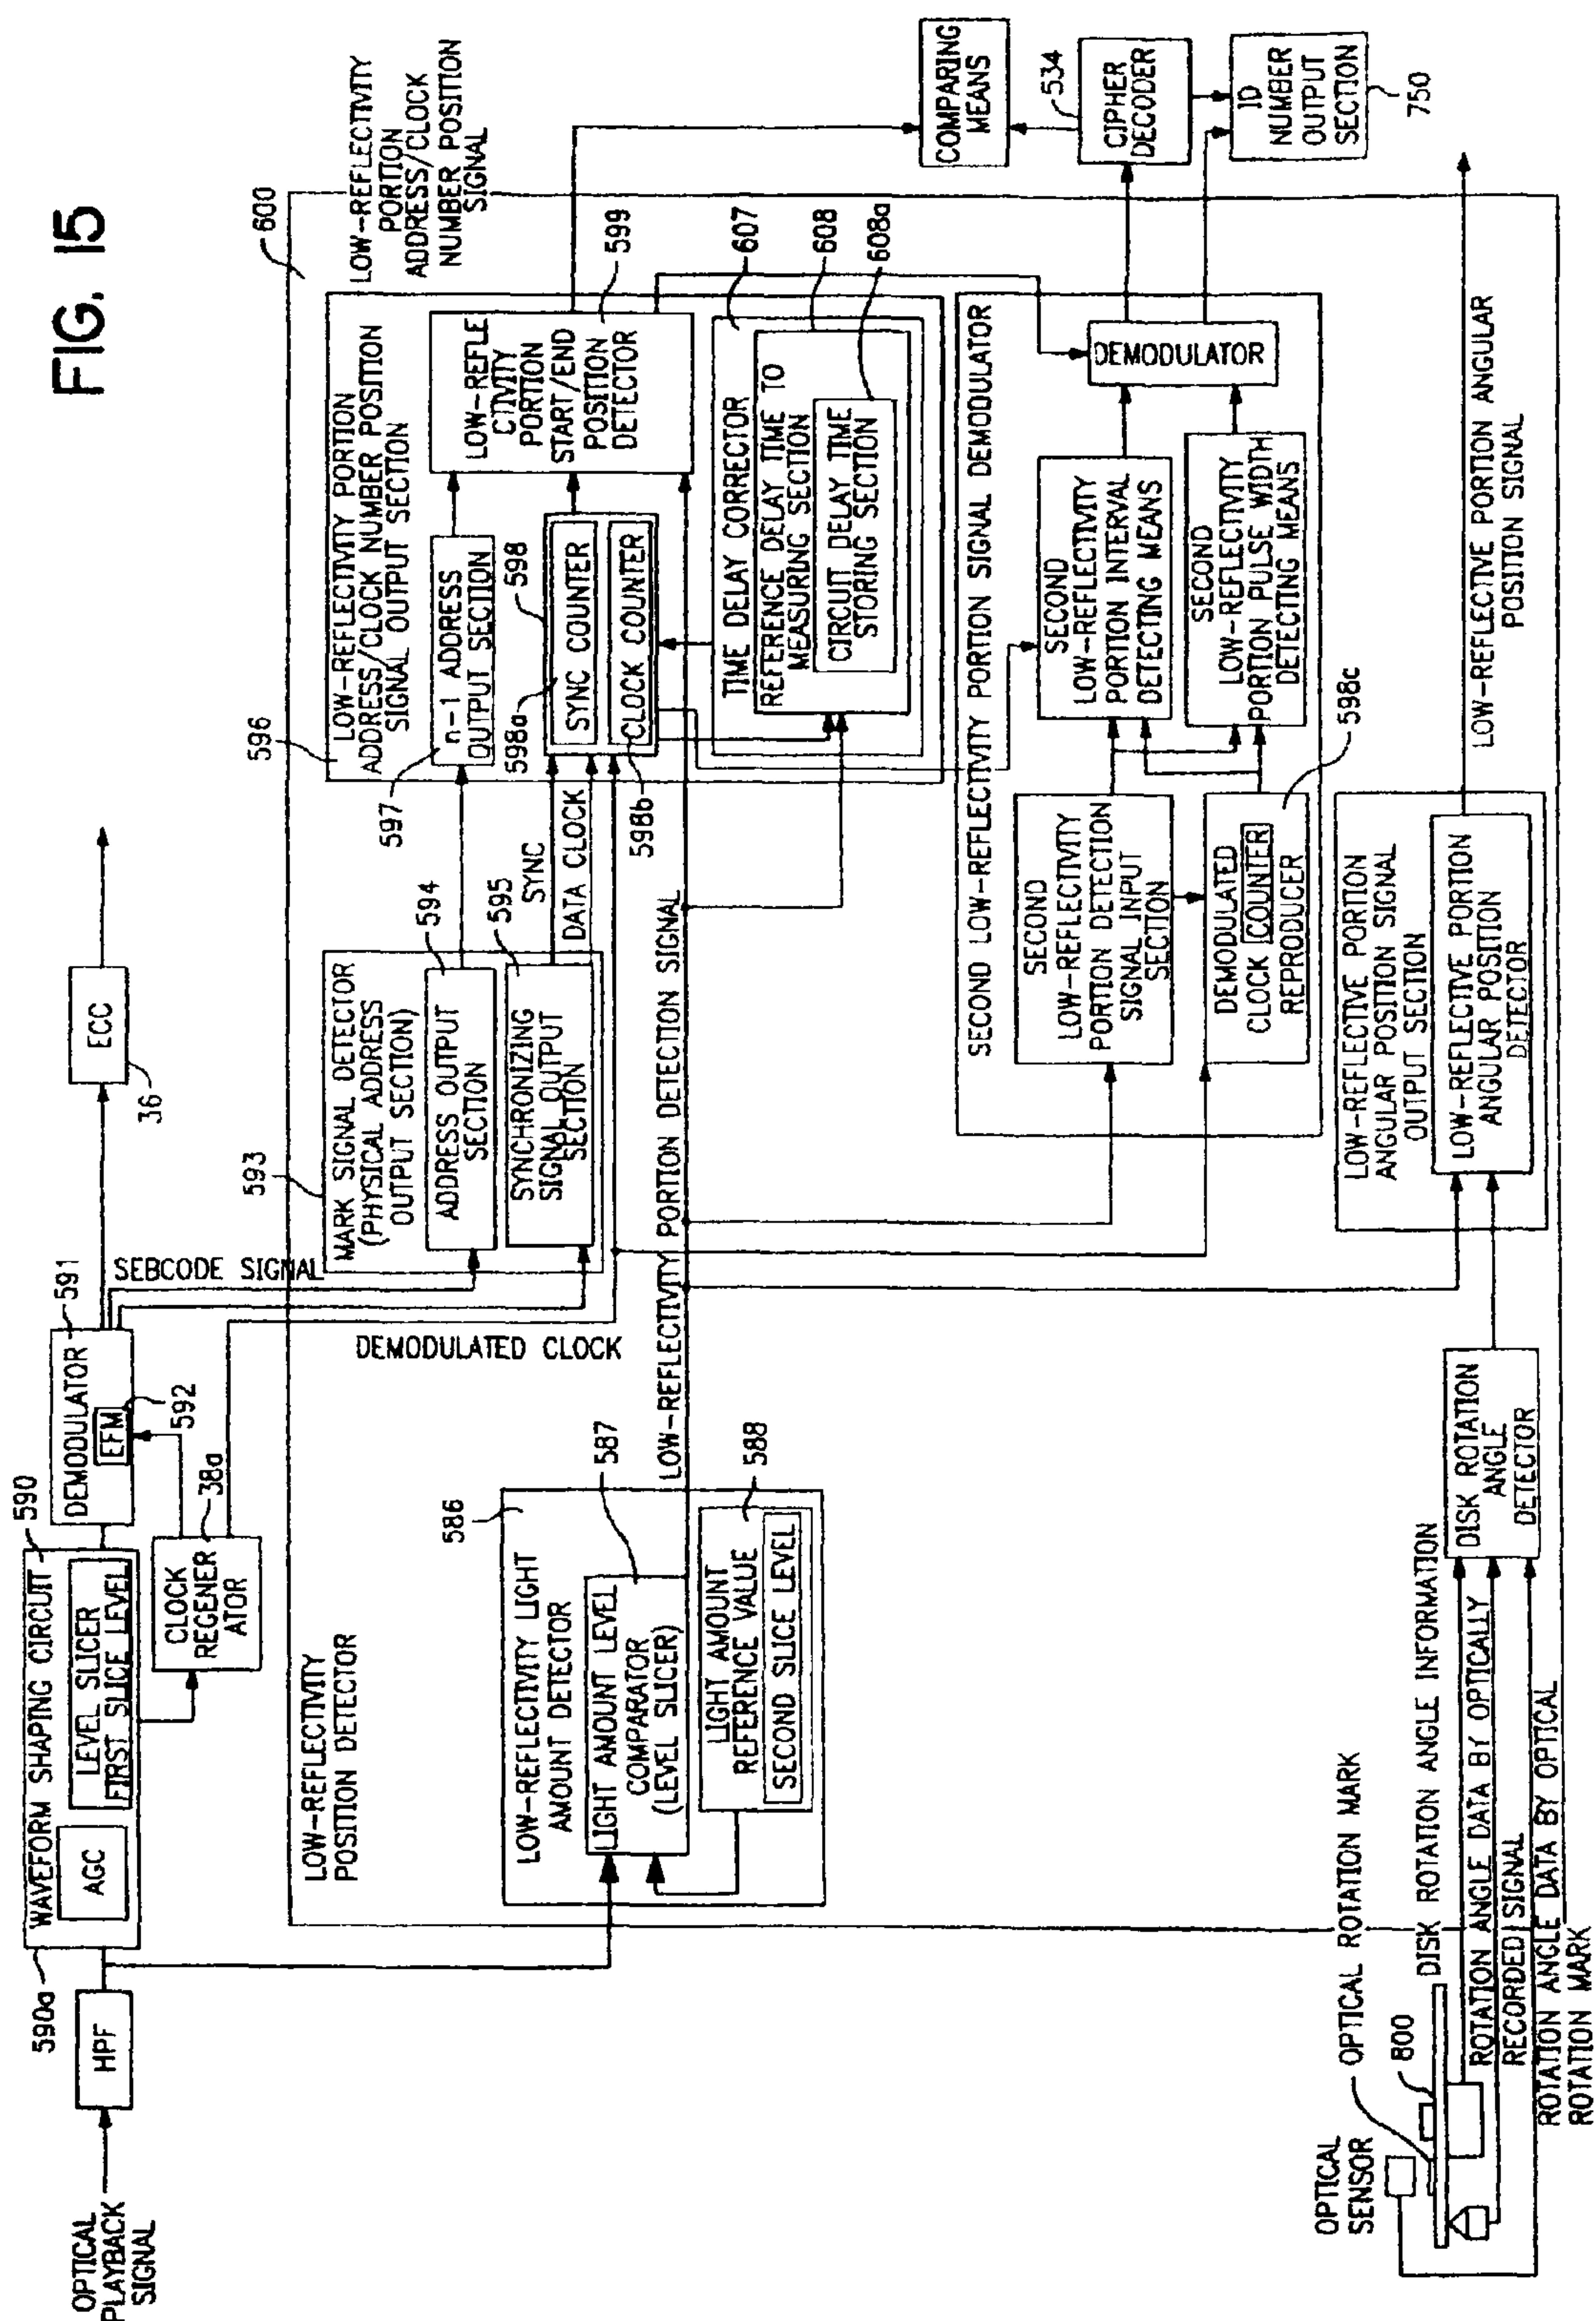 FIG. 15
OPTICAL
PLAYBACK
SIGNAL
HPF
590a
WAVEFORM SHAPING CIRCUIT
590
AGC
LEVEL SLICER
FIRST SLICE LEVEL
CLOCK
REGENER
ATOR
38a
DEMODULATOR
591
EFM
592
ECC
36
SEBCODE SIGNAL
DEMODULATED CLOCK
LOW-REFLECTIVITY
POSITION DETECTOR
600
586
LOW-REFLECTIVITY LIGHT
AMOUNT DETECTOR
LIGHT AMOUNT LEVEL
COMPARATOR
(LEVEL SLICER)
587
LIGHT AMOUNT
REFERENCE VALUE
SECOND SLICE LEVEL
588
LOW-REFLECTIVITY PORTION DETECTION SIGNAL
593
MARK SIGNAL DETECTOR
(PHYSICAL ADDRESS
OUTPUT SECTION)
ADDRESS OUTPUT
SECTION
594
SYNCHRONIZING
SIGNAL OUTPUT
SECTION
595
SYNC
DATA CLOCK
596
LOW-REFLECTIVITY PORTION
ADDRESS/CLOCK NUMBER POSITION
SIGNAL OUTPUT SECTION
597
n-1 ADDRESS
OUTPUT SECTION
598a
598
SYNC COUNTER
CLOCK COUNTER
598b
LOW-REFLE
CTIVITY
PORTION
START/END
POSITION
DETECTOR
599
LOW-REFLECTIVITY
PORTION
ADDRESS/CLOCK
NUMBER POSITION
SIGNAL
TIME DELAY CORRECTOR
607
REFERENCE DELAY TIME TO
MEASURING SECTION
608
CIRCUIT DELAY TIME
STORING SECTION
608a
SECOND LOW-REFLECTIVITY PORTION SIGNAL DEMODULATOR
SECOND
LOW-REFLECTIVITY
PORTION DETECTION
SIGNAL INPUT
SECTION
DEMODULATED
CLOCK COUNTER
REPRODUCER
598c
SECOND
LOW-REFLECTIVITY
PORTION INTERVAL
DETECTING MEANS
SECOND
LOW-REFLECTIVITY
PORTION PULSE WIDTH
DETECTING MEANS
DEMODULATOR
COMPARING
MEANS
534
CIPHER
DECODER
ID
NUMBER
OUTPUT
SECTION
750
LOW-REFLECTIVE PORTION
ANGULAR POSITION SIGNAL
OUTPUT SECTION
LOW-REFLECTIVE PORTION
ANGULAR POSITION
DETECTOR
LOW-REFLECTIVE PORTION ANGULAR
POSITION SIGNAL
DISK ROTATION
ANGLE
DETECTOR
OPTICAL
SENSOR
OPTICAL ROTATION MARK
800
DISK ROTATION ANGLE INFORMATION
ROTATION ANGLE DATA BY OPTICALLY
RECORDED SIGNAL
ROTATION ANGLE DATA BY OPTICAL
ROTATION MARK